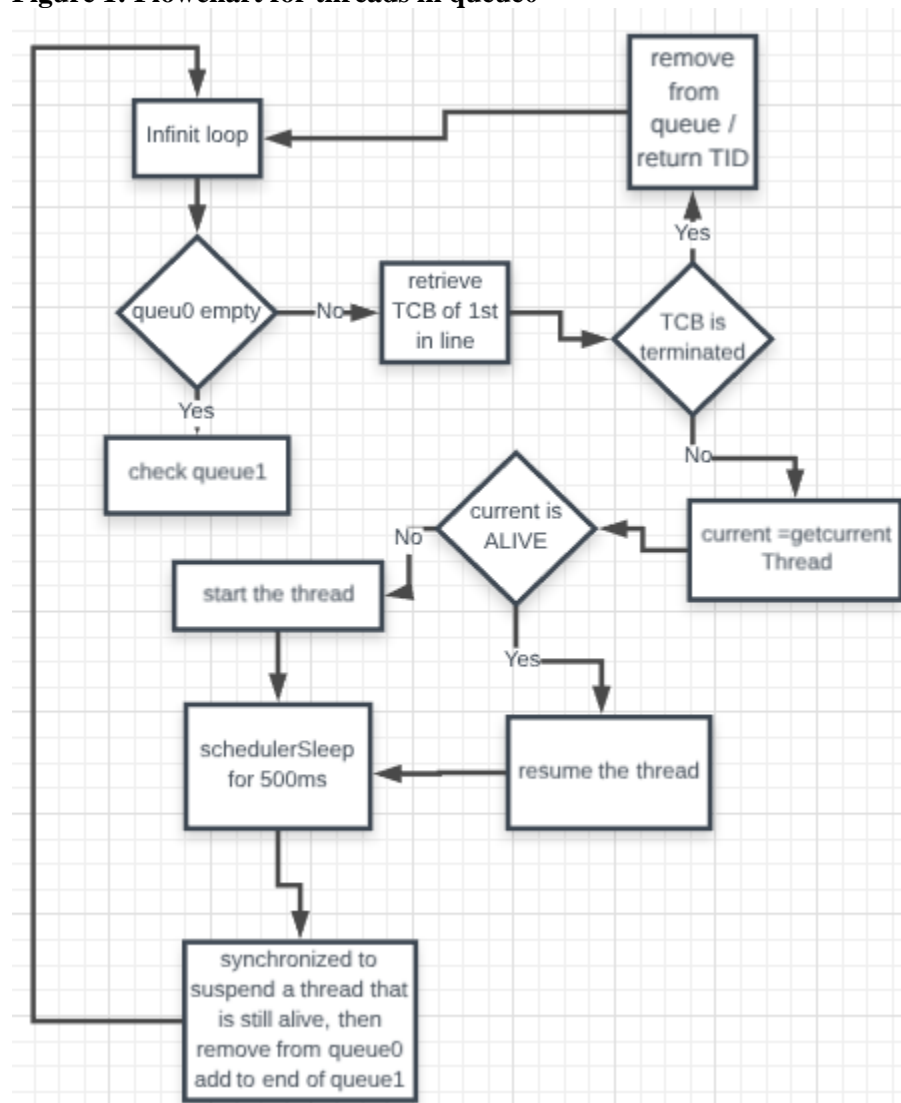 Figure 1: Flowchart for threads in queue0
remove
from
queue /
return TID
Infinit loop
Yes
retrieve
TCB of 1st
in line
queu0 empty
No
TCB is
terminated
Yes
check queue1
No
current is
ALIVE
current =getcurrent
Thread
No
start the thread
Yes
schedulerSleep
for 500ms
resume the thread
synchronized to
suspend a thread that
is still alive, then
remove from queue0
add to end of queue1